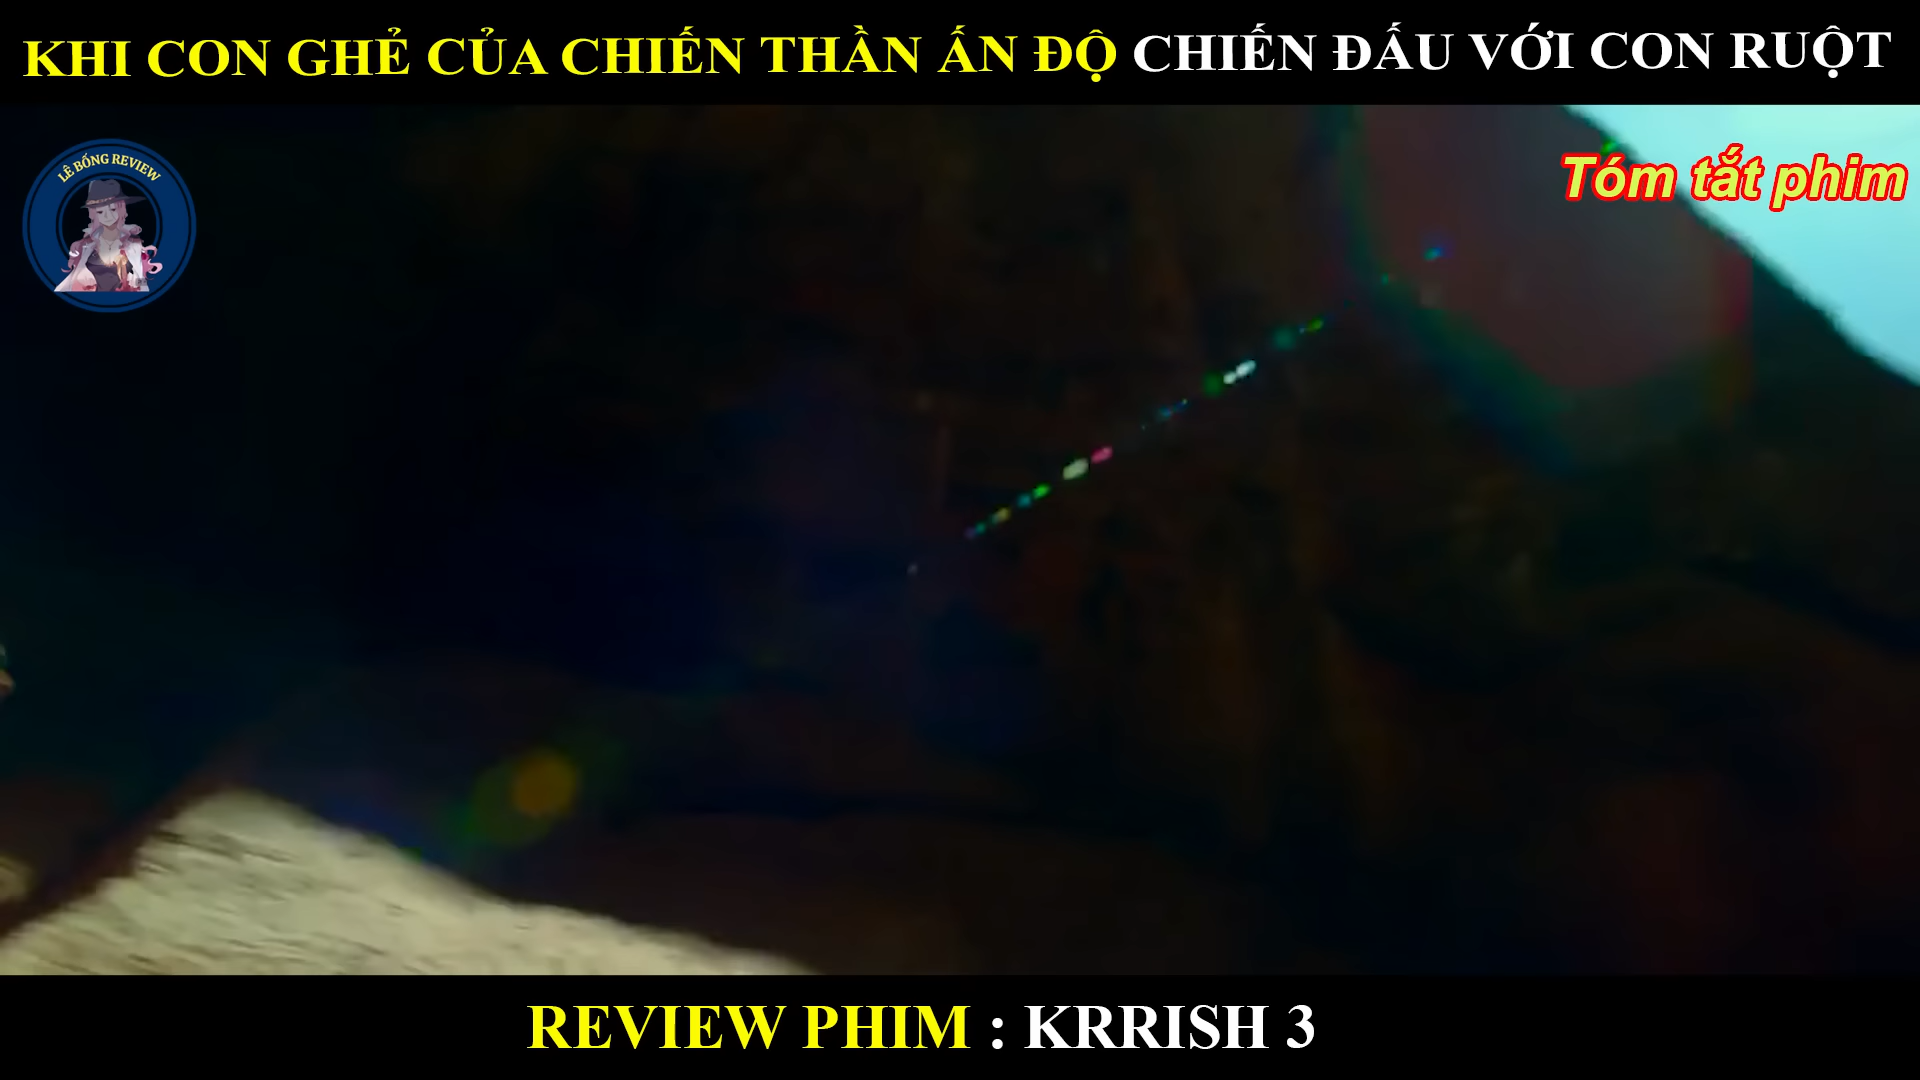 KHI CON GHẺ CỦA CHIẾN THẦN ẤN ĐỘ CHIẾN ĐẤU VỚI CON RUỘT
LÊ BỐNG REVIEW
Tóm tắt phim
REVIEW PHIM : KRRISH 3